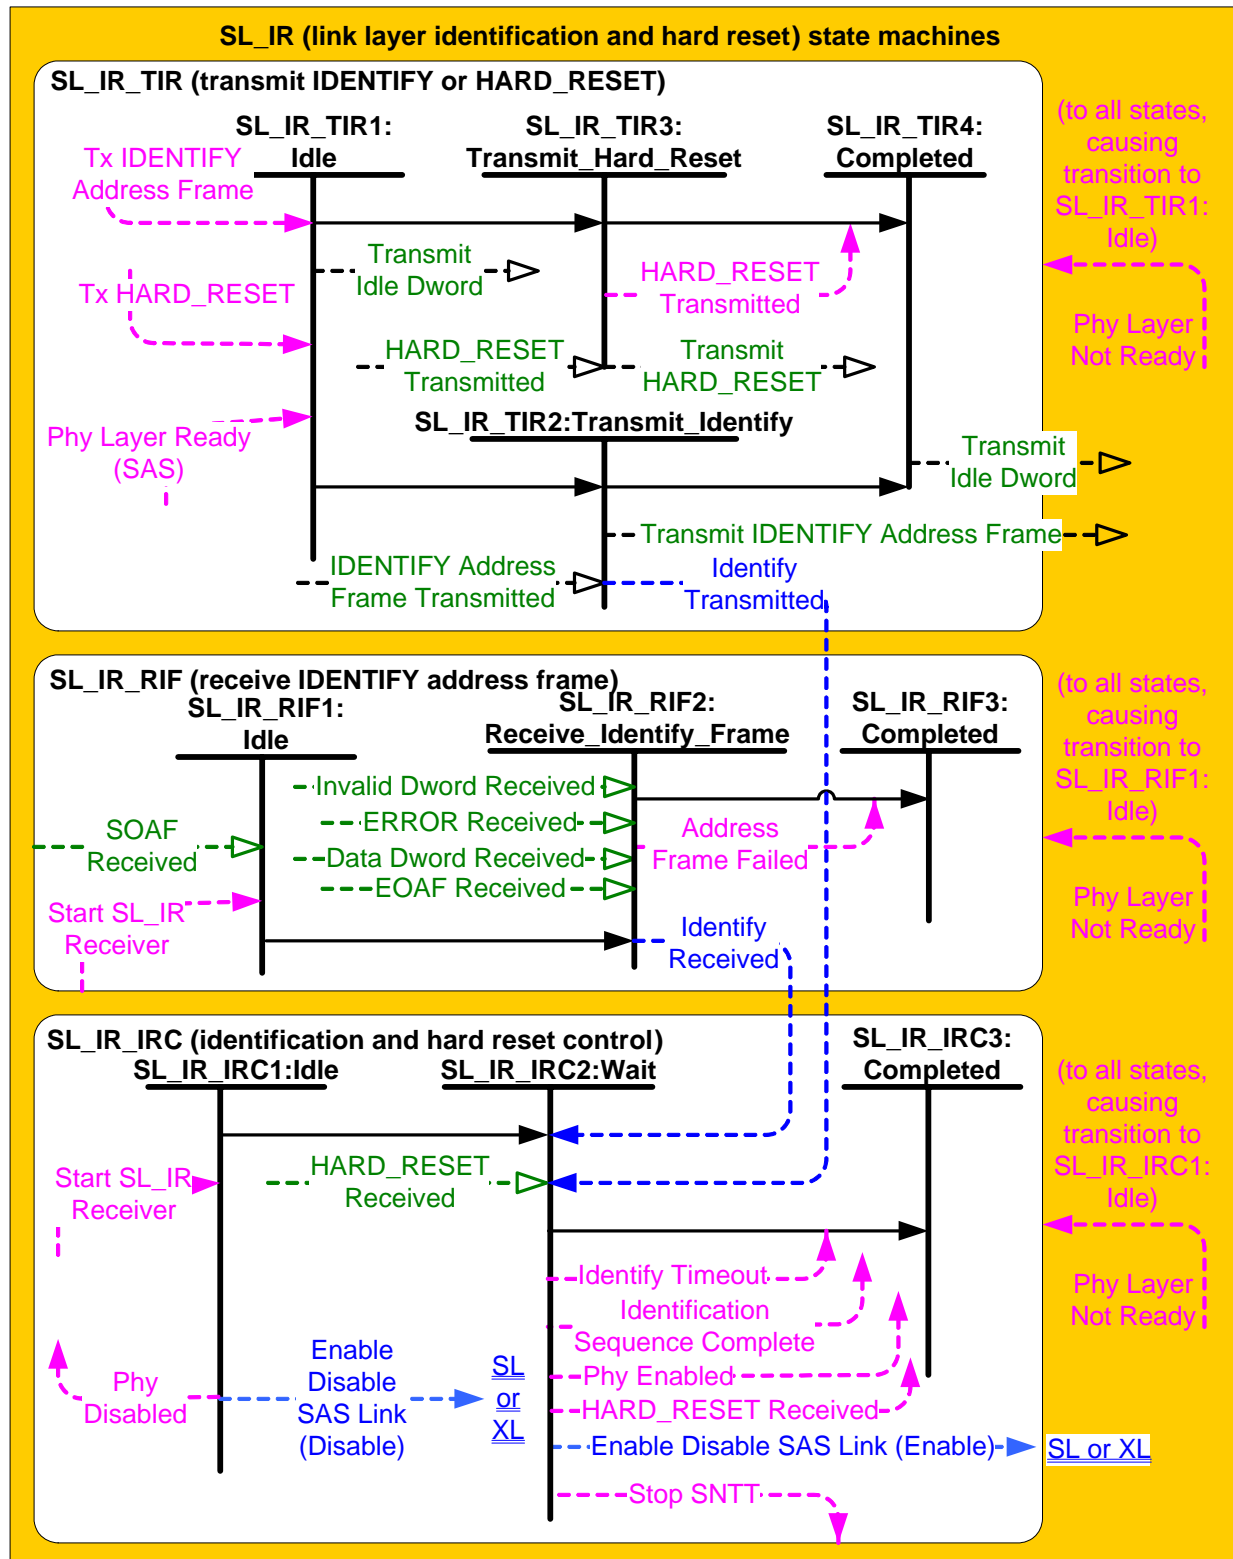 SL_IR (link layer identification and hard reset) state machines
SL_IR_TIR (transmit IDENTIFY or HARD_RESET)
SL_IR_TIR1:
Idle
SL_IR_TIR3:
Transmit_Hard_Reset
SL_IR_TIR4:
Completed
Tx IDENTIFY
Address Frame
Transmit
Idle Dword
HARD_RESET
Transmitted
Tx HARD_RESET
HARD_RESET
Transmitted
Transmit
HARD_RESET
SL_IR_TIR2:Transmit_Identify
Phy Layer Ready
(SAS)
Transmit
Idle Dword
Transmit IDENTIFY Address Frame
IDENTIFY Address
Frame Transmitted
Identify
Transmitted
(to all states,
causing
transition to
SL_IR_TIR1:
Idle)
Phy Layer
Not Ready
SL_IR_RIF (receive IDENTIFY address frame)
SL_IR_RIF1:
Idle
SL_IR_RIF2:
Receive_Identify_Frame
SL_IR_RIF3:
Completed
Invalid Dword Received
ERROR Received
Data Dword Received
EOAF Received
SOAF
Received
Address
Frame Failed
Start SL_IR
Receiver
Identify
Received
(to all states,
causing
transition to
SL_IR_RIF1:
Idle)
Phy Layer
Not Ready
SL_IR_IRC (identification and hard reset control)
SL_IR_IRC1:Idle
SL_IR_IRC2:Wait
SL_IR_IRC3:
Completed
Start SL_IR
Receiver
HARD_RESET
Received
Identify Timeout
Identification
Sequence Complete
Phy Enabled
HARD_RESET Received
Phy
Disabled
Enable
Disable
SAS Link
(Disable)
SL
or
XL
Enable Disable SAS Link (Enable)
SL or XL
Stop SNTT
(to all states,
causing
transition to
SL_IR_IRC1:
Idle)
Phy Layer
Not Ready